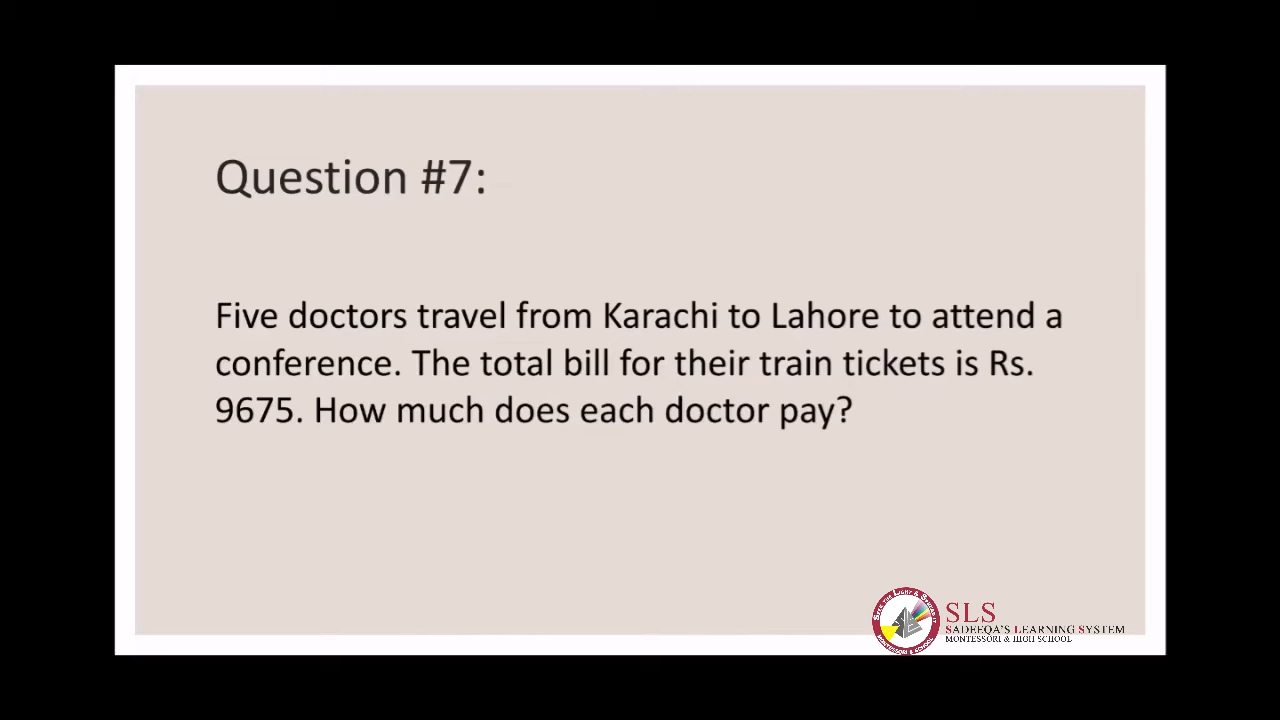 Question #7:
Five doctors travel from Karachi to Lahore to attend a
conference. The total bill for their train tickets is Rs.
9675. How much does each doctor pay?
SLS
SADEEQA'S LEARNING SYSTEM
MONTESSORI & HIGH SCHOOL